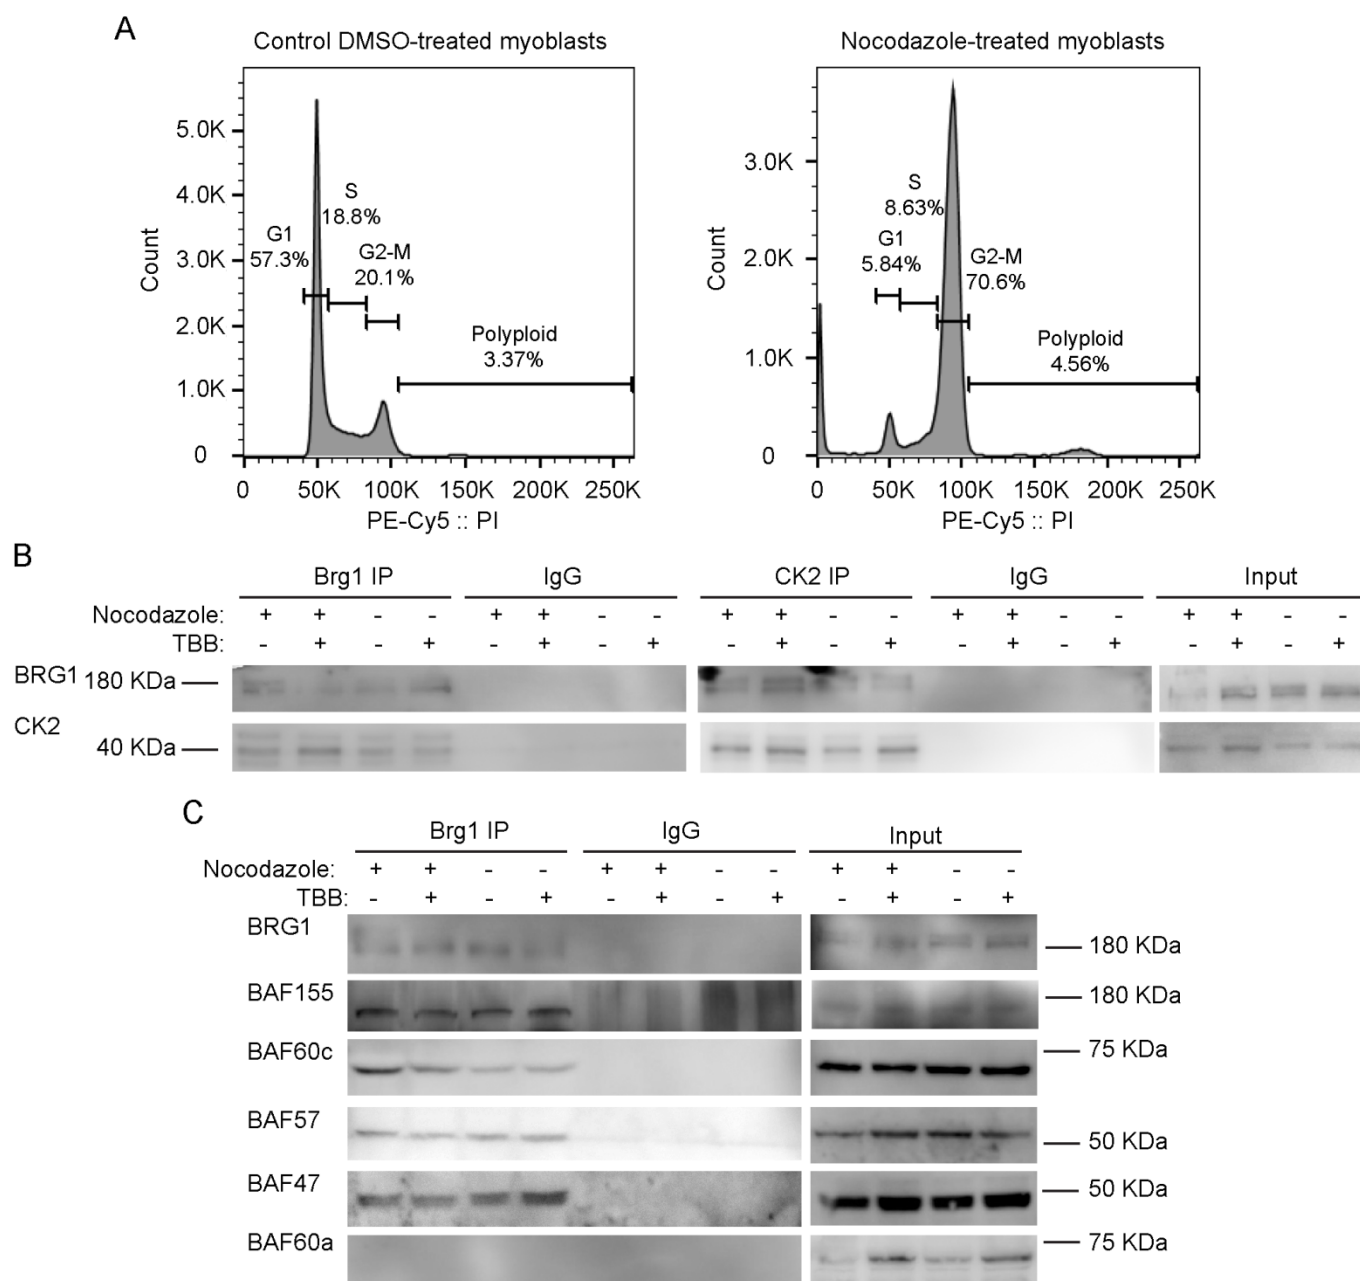 A
Control DMSO-treated myoblasts
Nocodazole-treated myoblasts
Count
5.0K
4.0K
3.0K
2.0K
1.0K
0
G1
57.3%
S
18.8%
G2-M
20.1%
Polyploid
3.37%
0 50K 100K 150K 200K 250K
PE-Cy5 :: PI
Count
3.0K
2.0K
1.0K
0
S
8.63%
G1
5.84%
G2-M
70.6%
Polyploid
4.56%
0 50K 100K 150K 200K 250K
PE-Cy5 :: PI
B
Brg1 IP IgG CK2 IP IgG Input
Nocodazole: + + - - + + - - + + - - + + - - + + - -
TBB: - + - + - + - + - + - + - + - + - + - +
BRG1 180 KDa
CK2
40 KDa
C
Brg1 IP IgG Input
Nocodazole: + + - - + + - - + + - -
TBB: - + - + - + - + - + - +
BRG1
180 KDa
BAF155
180 KDa
BAF60c
75 KDa
BAF57
50 KDa
BAF47
50 KDa
BAF60a
75 KDa